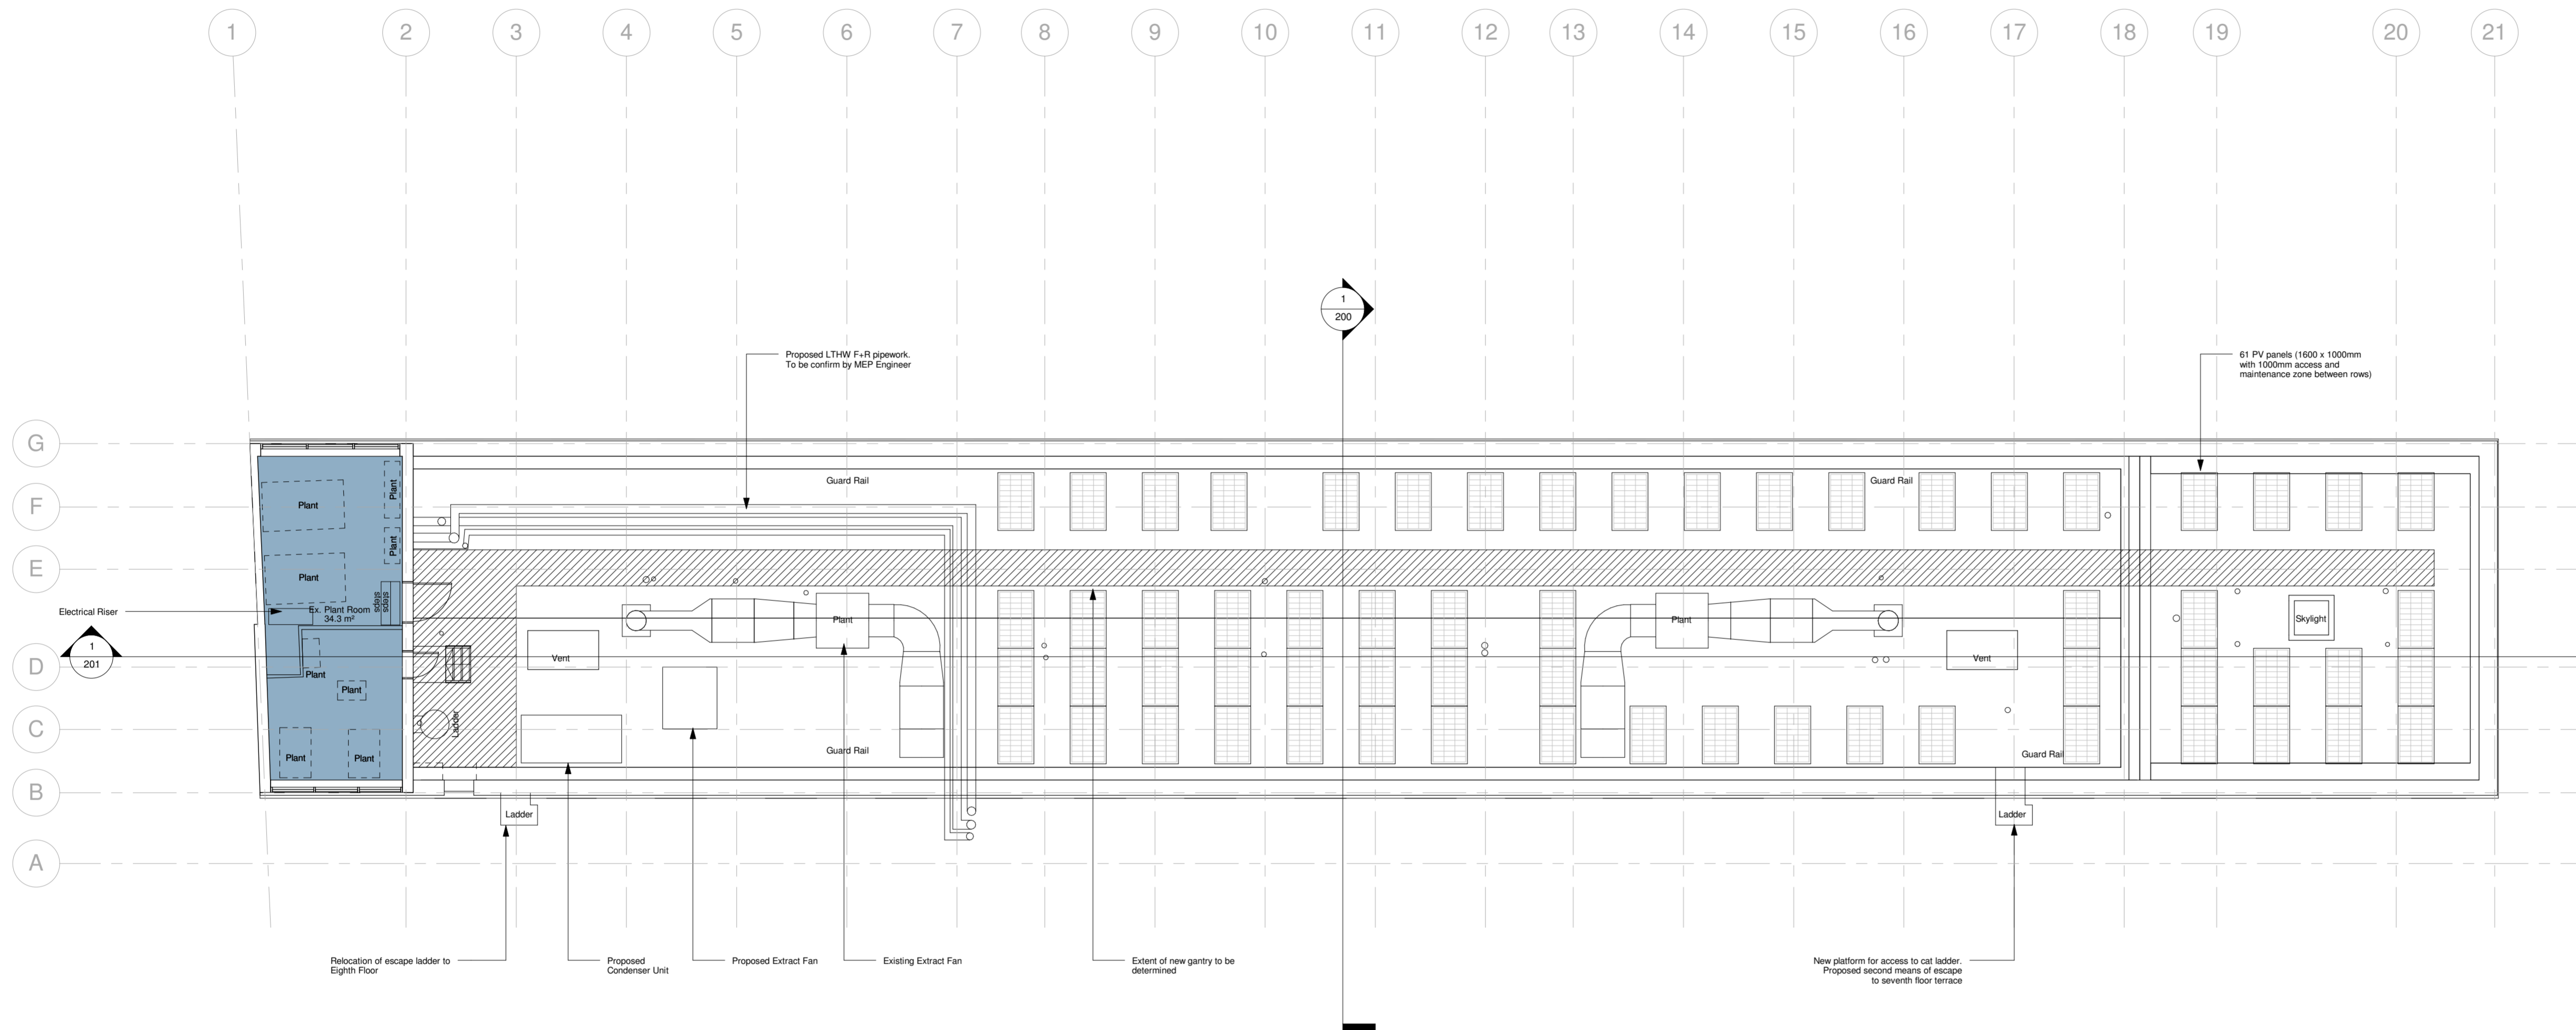 1 2 3 4 5 6 7 8 9 10 11 12 13 14 15 16 17 18 19 20 21
1
200
Proposed LTHW F+R pipework.
To be confirm by MEP Engineer
61 PV panels (1600 x 1000mm
with 1000mm access and
maintenance zone between rows)
G
F
E
D
C
B
A
Guard Rail
Guard Rail
Plant
Plant
Plant
Plant
steps
steps
Electrical Riser
Ex. Plant Room
34.3 m²
Plant
Plant
Skylight
1
201
Vent
Vent
Plant
Plant
Ladder
Guard Rail
Guard Rail
Plant
Plant
Ladder
Ladder
Relocation of escape ladder to
Eighth Floor
Proposed
Condenser Unit
Proposed Extract Fan
Existing Extract Fan
Extent of new gantry to be
determined
New platform for access to cat ladder.
Proposed second means of escape
to seventh floor terrace